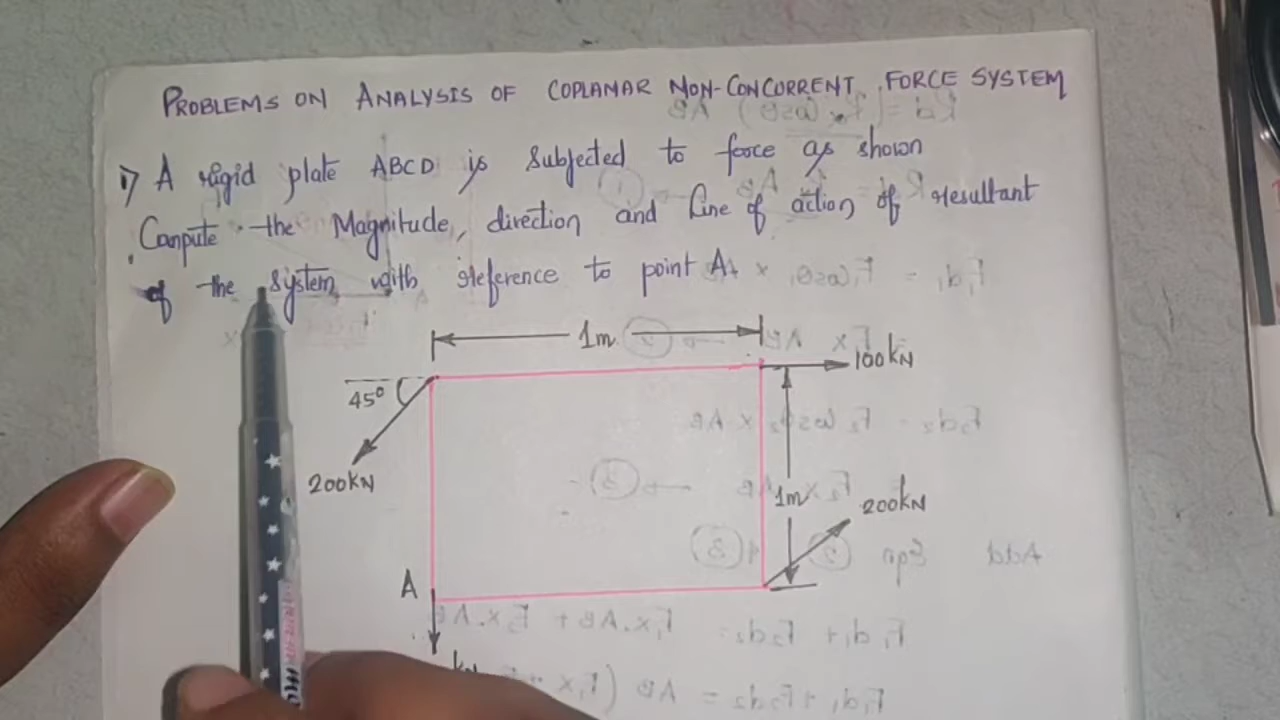 PROBLEMS ON ANALYSIS OF COPLANAR NON-CONCURRENT FORCE SYSTEM
1) A rigid plate ABCD is subjected to force as shown
Conpute the Magnitude, direction and line of action of resultant
of the system with reference to point A.
1m
100kN
45°
200kN
1m
200kN
A
kN